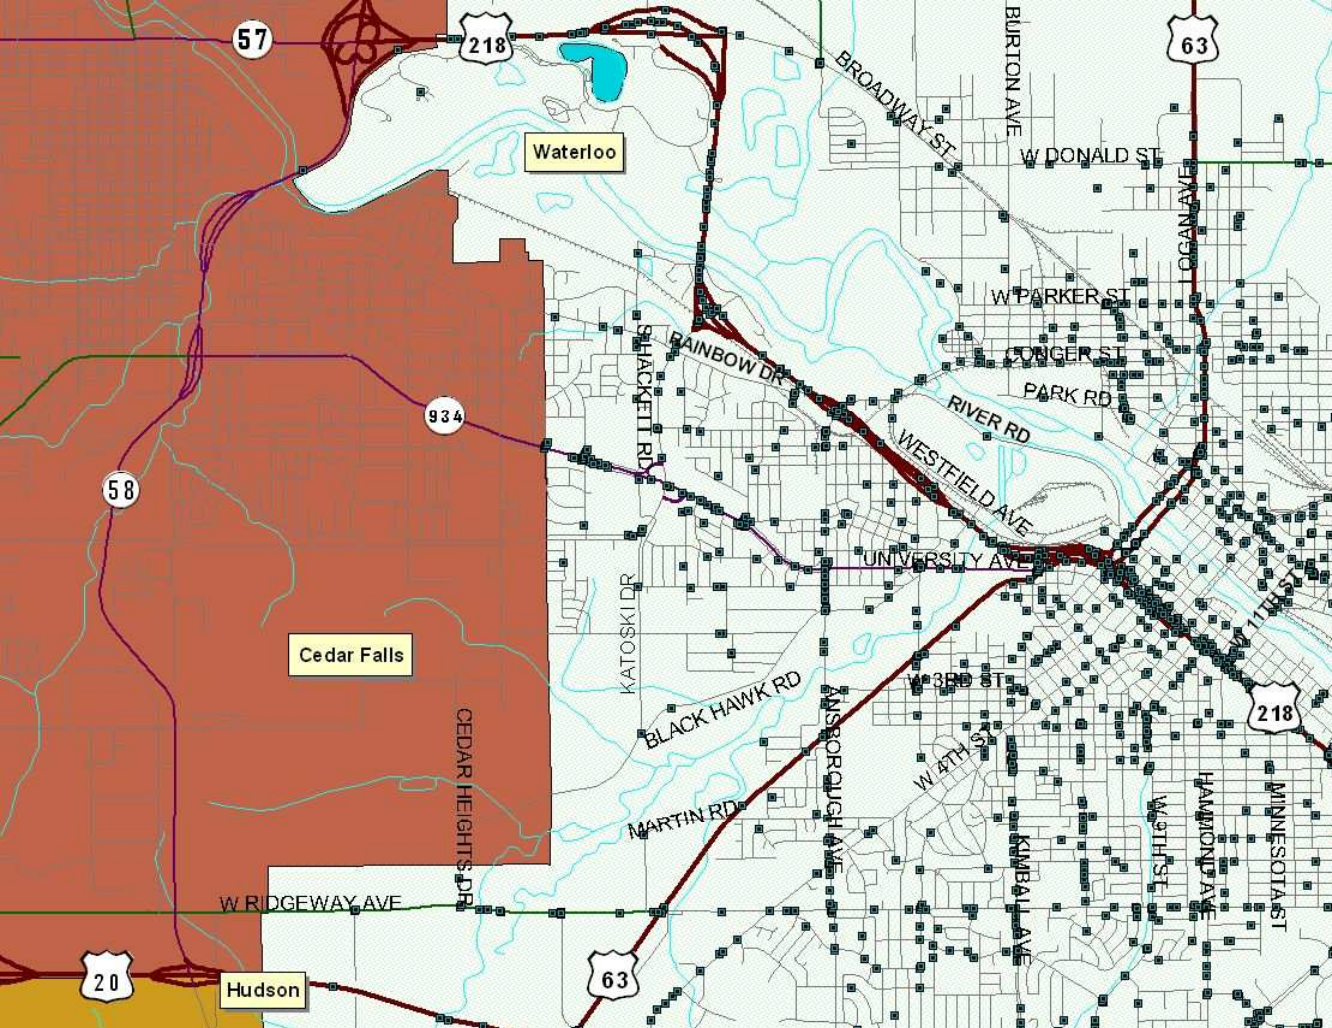 57
218
63
BURTON AVE
BROADWAY ST
Waterloo
W DONALD ST
LOGAN AVE
W PARKER ST
SHACKETT RD
RAINBOW DR
CONGER ST
PARK RD
934
RIVER RD
WESTFIELD AVE
58
UNIVERSITY AVE
W 11TH ST
KATOSKI DR
Cedar Falls
W 3RD ST
BLACK HAWK RD
ANSBOROUGH AVE
218
CEDAR HEIGHTS DR
W 4TH ST
MARTIN RD
W 9TH ST
HAMMOND AVE
MINNESOTA ST
KIMBALL AVE
W RIDGEWAY AVE
20
Hudson
63